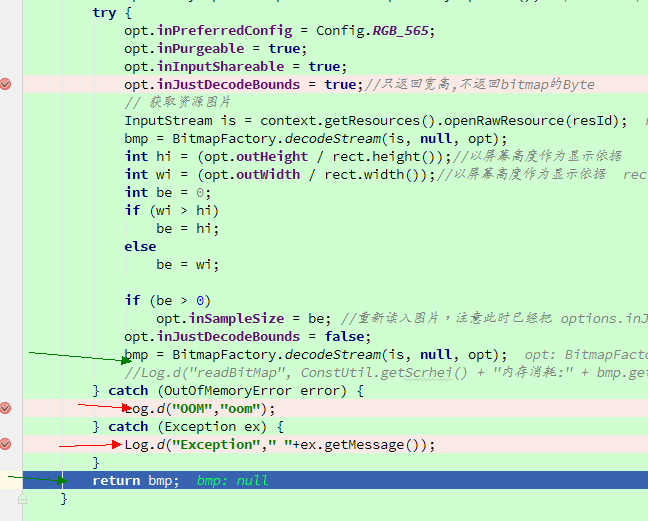 try {
opt.inPreferredConfig = Config.RGB_565;
opt.inPurgeable = true;
opt.inInputShareable = true;
opt.inJustDecodeBounds = true;//只返回宽高,不返回bitmap的Byte
// 获取资源图片
InputStream is = context.getResources().openRawResource(resId);
bmp = BitmapFactory.decodeStream(is, null, opt);
int hi = (opt.outHeight / rect.height());//以屏幕高度作为显示依据
int wi = (opt.outWidth / rect.width());//以屏幕高度作为显示依据 rec
int be = 0;
if (wi > hi)
be = hi;
else
be = wi;
if (be > 0)
opt.inSampleSize = be; //重新读入图片，注意此时已经把 options.inJ
opt.inJustDecodeBounds = false;
bmp = BitmapFactory.decodeStream(is, null, opt); opt: BitmapFact
//Log.d("readBitMap", ConstUtil.getScrhei() + "内存消耗:" + bmp.get
} catch (OutOfMemoryError error) {
Log.d("OOM","oom");
} catch (Exception ex) {
Log.d("Exception"," "+ex.getMessage());
}
return bmp; bmp: null
}